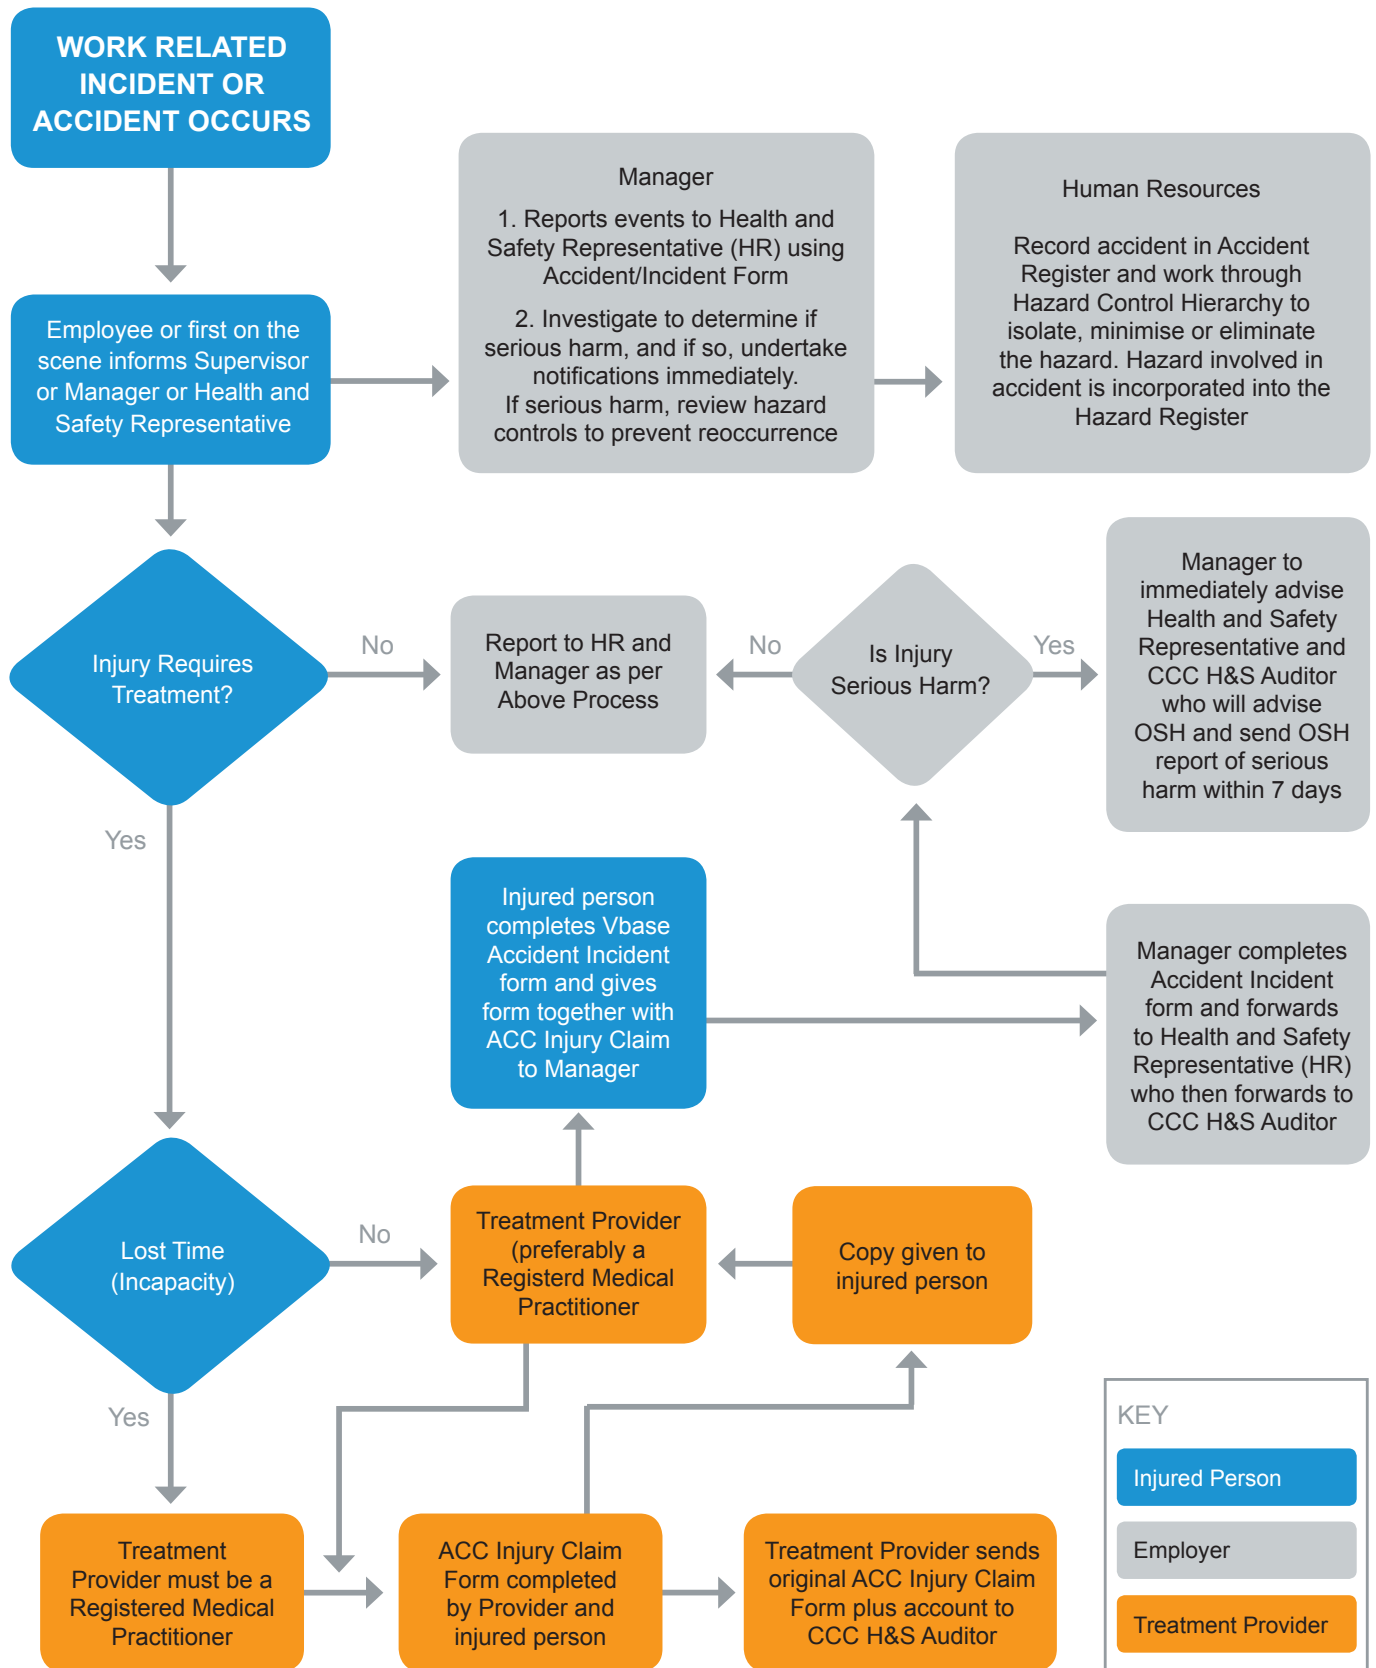 WORK RELATED
INCIDENT OR
ACCIDENT OCCURS
Manager
1. Reports events to Health and
Safety Representative (HR) using
Accident/Incident Form
2. Investigate to determine if
serious harm, and if so, undertake
notifications immediately.
If serious harm, review hazard
controls to prevent reoccurrence
Human Resources
Record accident in Accident
Register and work through
Hazard Control Hierarchy to
isolate, minimise or eliminate
the hazard. Hazard involved in
accident is incorporated into the
Hazard Register
Employee or first on the
scene informs Supervisor
or Manager or Health and
Safety Representative
Injury Requires
Treatment?
No
Report to HR and
Manager as per
Above Process
No
Is Injury
Serious Harm?
Yes
Manager to
immediately advise
Health and Safety
Representative and
CCC H&S Auditor
who will advise
OSH and send OSH
report of serious
harm within 7 days
Yes
Injured person
completes Vbase
Accident Incident
form and gives
form together with
ACC Injury Claim
to Manager
Manager completes
Accident Incident
form and forwards
to Health and Safety
Representative (HR)
who then forwards to
CCC H&S Auditor
Lost Time
(Incapacity)
No
Treatment Provider
(preferably a
Registerd Medical
Practitioner
Copy given to
injured person
Yes
Treatment
Provider must be a
Registered Medical
Practitioner
ACC Injury Claim
Form completed
by Provider and
injured person
Treatment Provider sends
original ACC Injury Claim
Form plus account to
CCC H&S Auditor
KEY
Injured Person
Employer
Treatment Provider